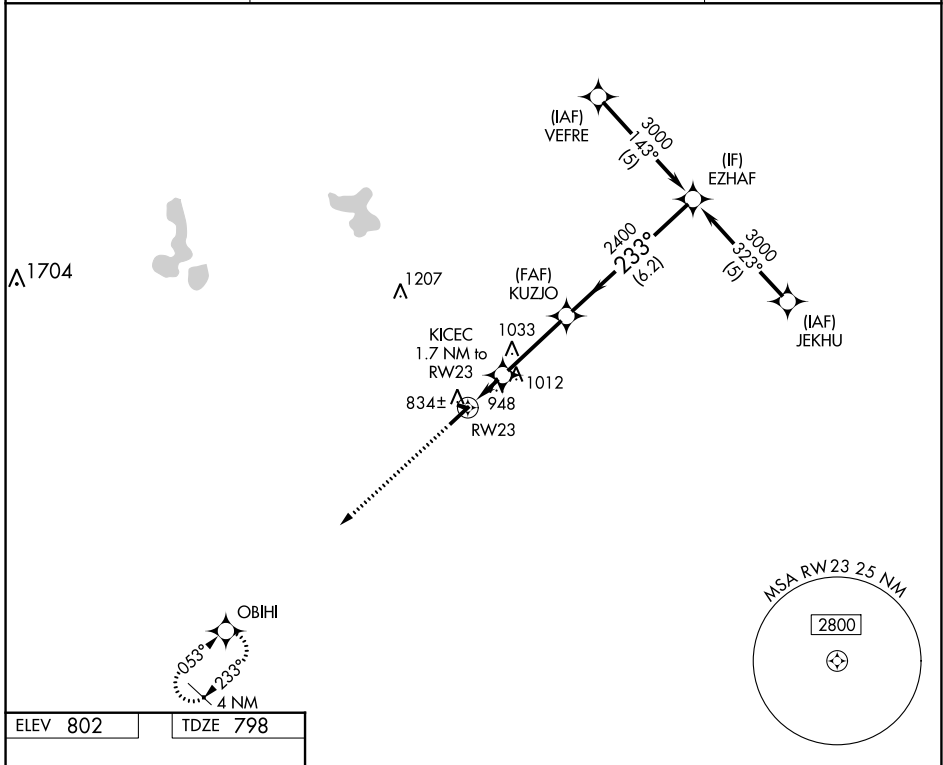 (IAF)
VEFRE
3000
143°
(5)
(IF)
EZHAF
2400
233°
(6.2)
3000
323°
(5)
(IAF)
JEKHU
(FAF)
KUZJO
1704
1207
KICEC
1.7 NM to
RW23
1033
1012
834±
948
RW23
OBIHI
053°
233°
4 NM
MSA RW 23 25 NM
2800
ELEV 802
TDZE 798